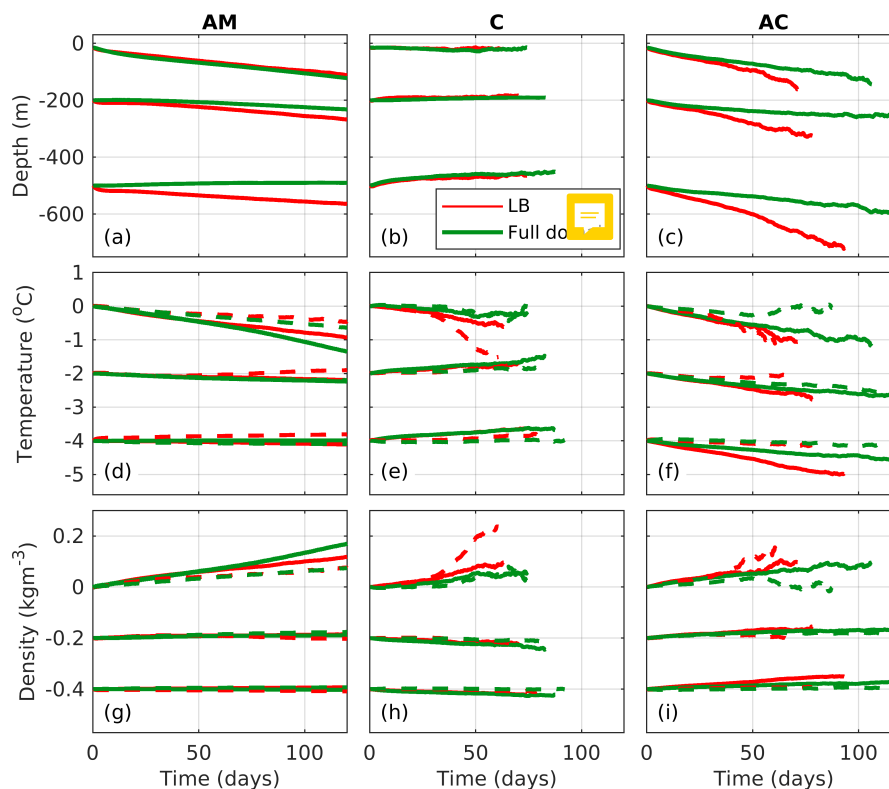 AM C AC
0
-200
-400
-600
Depth (m)
(a) (b) (c)
LB
Full do
1
0
-1
-2
-3
-4
-5
Temperature (°C)
(d) (e) (f)
0.2
0
-0.2
-0.4
Density (kgm⁻³)
(g) (h) (i)
0 50 100 0 50 100 0 50 100
Time (days) Time (days) Time (days)